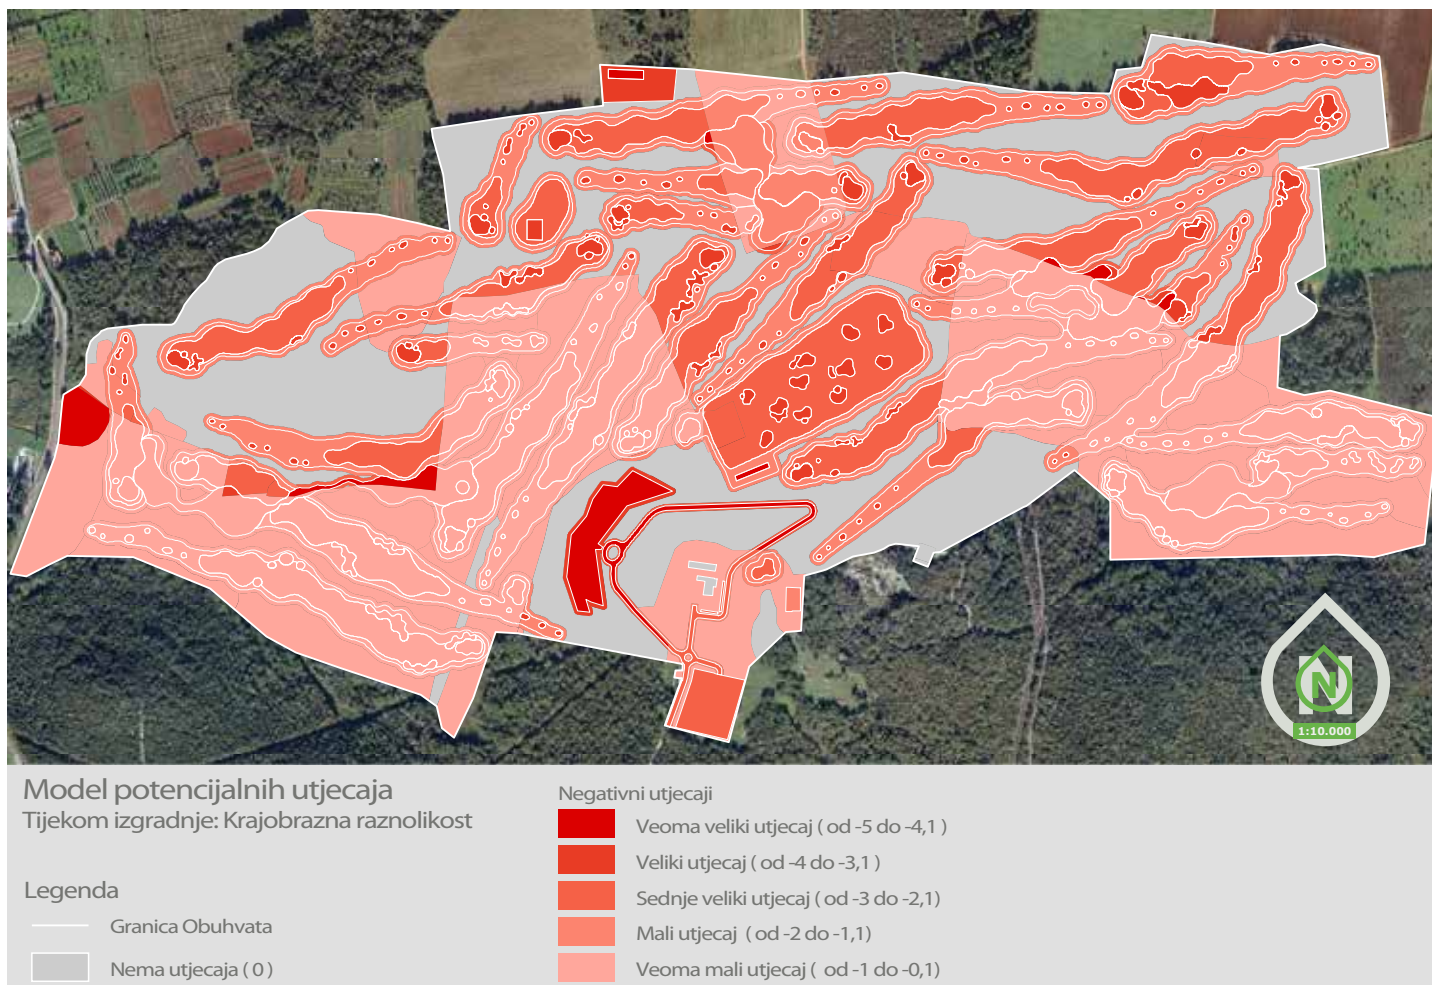 N
1:10.000
Model potencijalnih utjecaja
Tijekom izgradnje: Krajobrazna raznolikost
Legenda
Granica Obuhvata
Nema utjecaja ( 0 )
Negativni utjecaji
Veoma veliki utjecaj ( od -5 do -4,1 )
Veliki utjecaj ( od -4 do -3,1 )
Sednje veliki utjecaj ( od -3 do -2,1)
Mali utjecaj ( od -2 do -1,1)
Veoma mali utjecaj ( od -1 do -0,1)